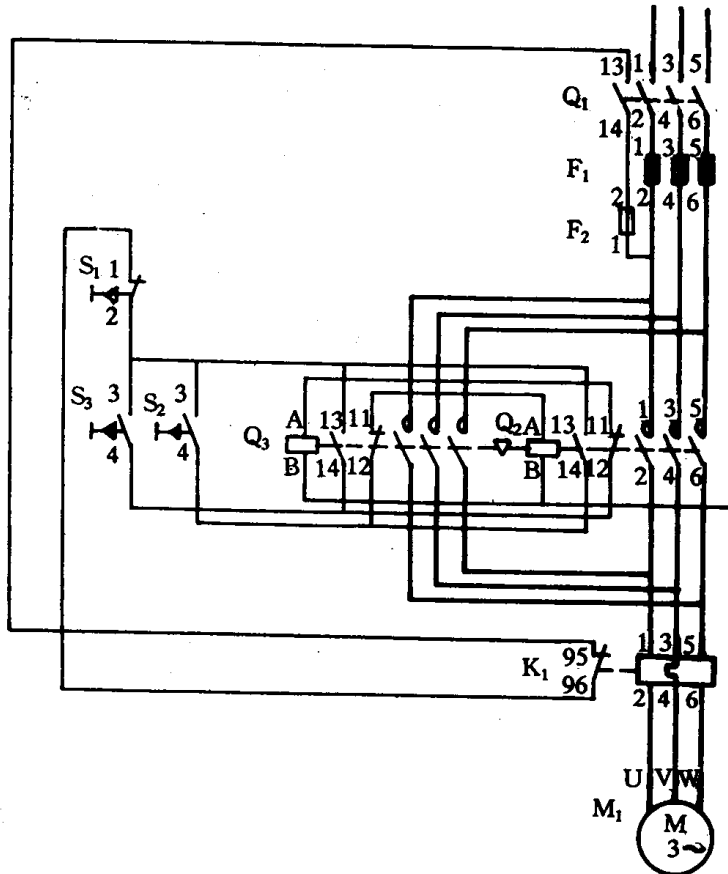 13 1 3 5
Q₁
14 2 4 6
1 3 5
F₁
2 2 4 6
F₂
1
S₁ 1
2
S₃ 3
4
S₂ 3
4
Q₃ A 13 11
B 14 12
Q₂ A 13 11
B 14 12
1 3 5
2 4 6
K₁ 95
96
1 3 5
2 4 6
U V W
M₁
M
3~